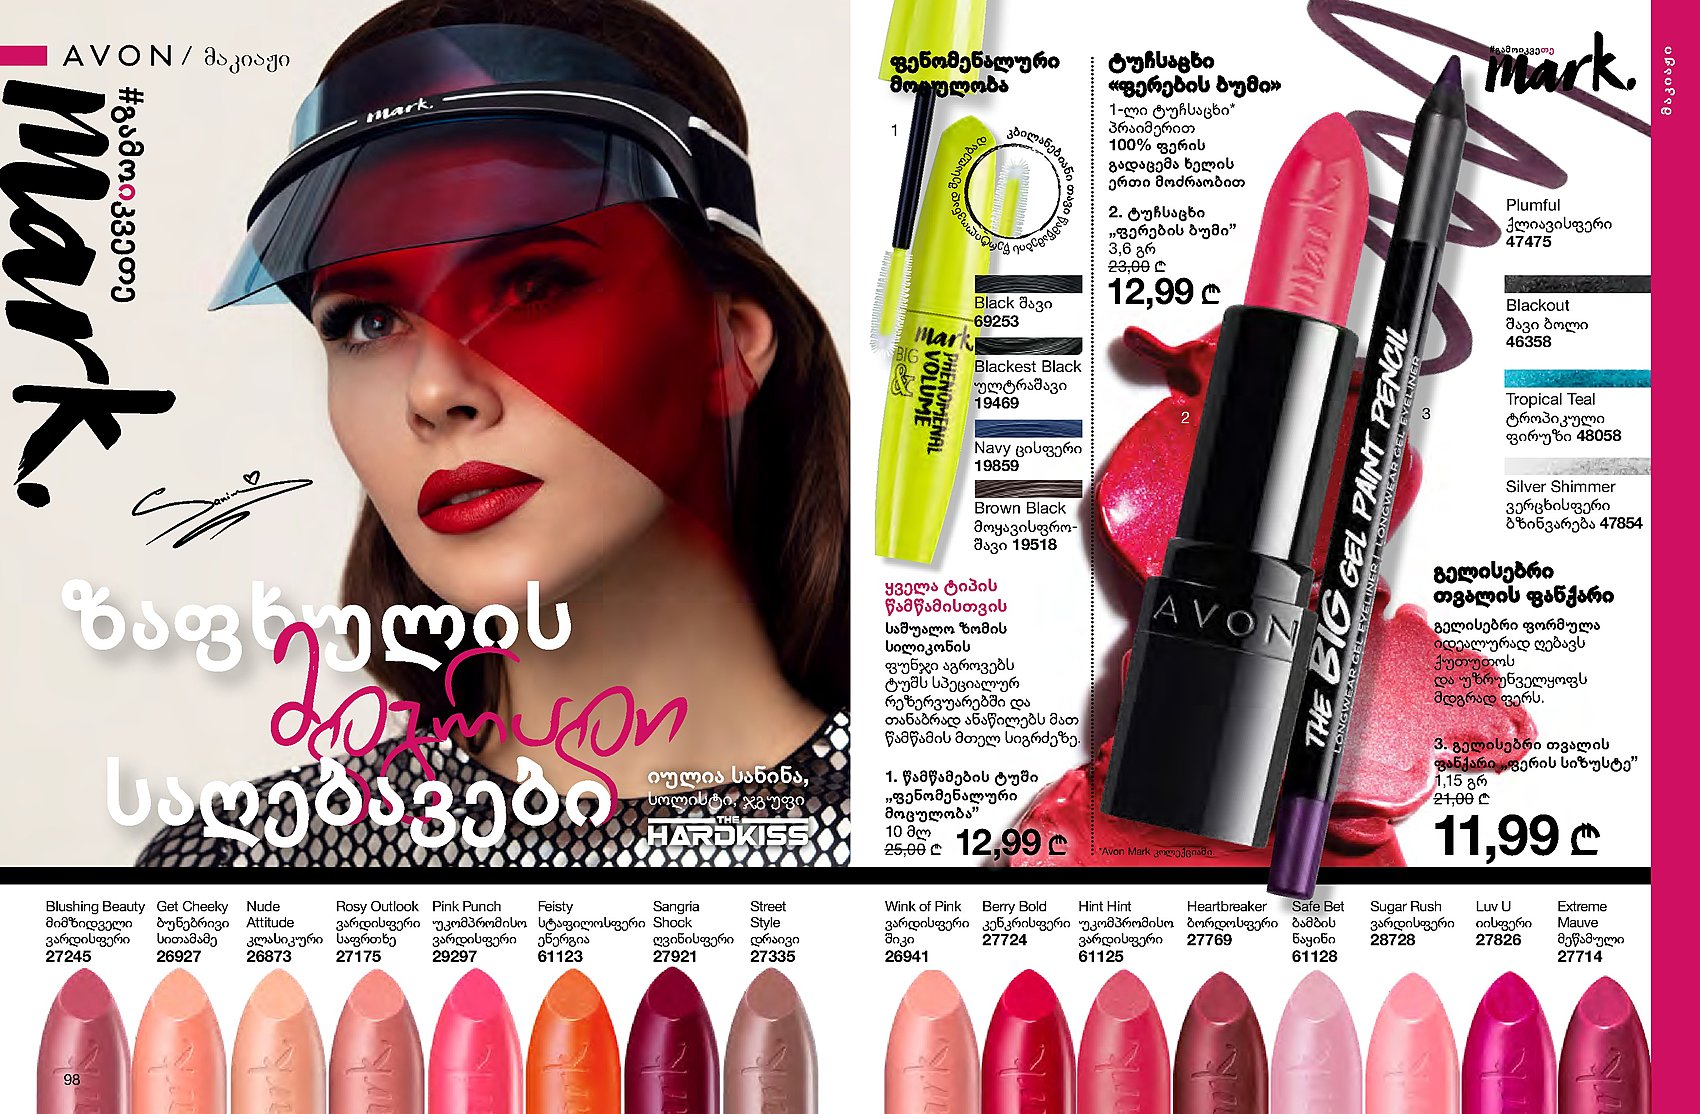 AVON / მაკიაჟი
#გამოიკვეთე
mark.
mark.
ზაფხულის
საღებავები
იულია სანინა,
სოლისტი, ჯგუფი
THE
HARDKISS
ფენომენალური
მოცულობა
1
mark.
BIG &
PHENOMENAL
VOLUME
Black შავი
69253
Blackest Black
ულტრაშავი
19469
Navy ცისფერი
19859
Brown Black
მოყავისფრო-
შავი 19518
ყველა ტიპის
წამწამისთვის
საშუალო ზომის
სილიკონის
ფუნჯი აგროვებს
ტუშს სპეციალურ
რეზერვუარებში და
თანაბრად ანაწილებს მათ
წამწამის მთელ სიგრძეზე.
1. წამწამების ტუში
„ფენომენალური
მოცულობა”
10 მლ
25,00 ₾
12,99 ₾
ტუჩსაცხი
«ფერების ბუმი»
1-ლი ტუჩსაცხი*
პრაიმერით
100% ფერის
გადაცემა ხელის
ერთი მოძრაობით
2. ტუჩსაცხი
„ფერების ბუმი”
3,6 გრ
23,00 ₾
12,99 ₾
2
mark.
AVON
*Avon Mark კოლექციაში.
THE BIG GEL PAINT PENCIL
LONGWEAR GEL EYELINER | LONGWEAR GEL EYELINER
3
#გამოიკვეთე
mark.
მაკიაჟი
Plumful
ქლიავისფერი
47475
Blackout
შავი ბოლი
46358
Tropical Teal
ტროპიკული
ფირუზი 48058
Silver Shimmer
ვერცხისფერი
ბზინვარება 47854
გელისებრი
თვალის ფანქარი
გელისებრი ფორმულა
იდეალურად ღებავს
ქუთუთოს
და უზრუნველყოფს
მდგრად ფერს.
3. გელისებრი თვალის
ფანქარი „ფერის სიზუსტე”
1,15 გრ
21,00 ₾
11,99 ₾
Blushing Beauty
მიმზიდველი
ვარდისფერი
27245
Get Cheeky
ბუნებრივი
სითამამე
26927
Nude
Attitude
კლასიკური
26873
Rosy Outlook
ვარდისფერი
საფრთხე
27175
Pink Punch
უკომპრომისო
ვარდისფერი
29297
Feisty
სტაფილოსფერი
ენერგია
61123
Sangria
Shock
ღვინისფერი
27921
Street
Style
დრაივი
27335
Wink of Pink
ვარდისფერი
შიკი
26941
Berry Bold
კენკრისფერი
27724
Hint Hint
უკომპრომისო
ვარდისფერი
61125
Heartbreaker
ბორდოსფერი
27769
Safe Bet
ბამბის
ნაყინი
61128
Sugar Rush
ვარდისფერი
28728
Luv U
იისფერი
27826
Extreme
Mauve
მეწამული
27714
98